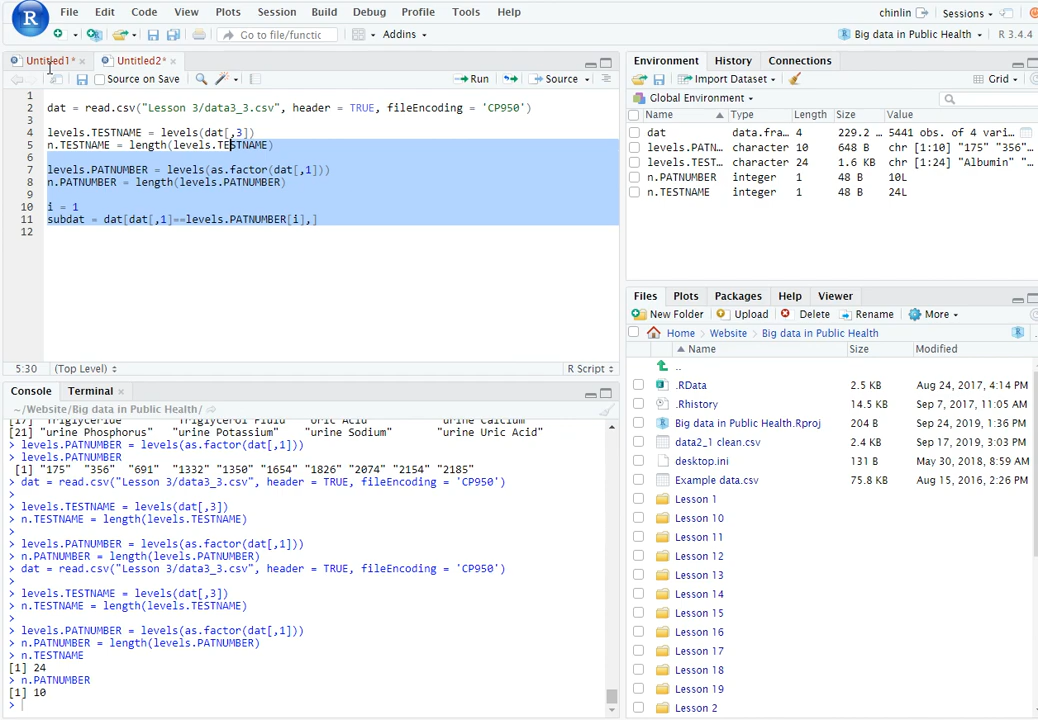 File Edit Code View Plots Session Build Debug Profile Tools Help
chinlin Sessions
Go to file/functic Addins
Big data in Public Health R 3.4.4
Untitled1* Untitled2*
Source on Save Run Source
1
2 dat = read.csv("Lesson 3/data3_3.csv", header = TRUE, fileEncoding = 'CP950')
3
4 levels.TESTNAME = levels(dat[,3])
5 n.TESTNAME = length(levels.TESTNAME)
6
7 levels.PATNUMBER = levels(as.factor(dat[,1]))
8 n.PATNUMBER = length(levels.PATNUMBER)
9
10 i = 1
11 subdat = dat[dat[,1]==levels.PATNUMBER[i],]
12
5:30 (Top Level) R Script
Console Terminal
~/Website/Big data in Public Health/
[21] "urine Phosphorus" "urine Potassium" "urine Sodium" "urine Uric Acid"
> levels.PATNUMBER = levels(as.factor(dat[,1]))
> levels.PATNUMBER
[1] "175" "356" "691" "1332" "1350" "1654" "1826" "2074" "2154" "2185"
> dat = read.csv("Lesson 3/data3_3.csv", header = TRUE, fileEncoding = 'CP950')
>
> levels.TESTNAME = levels(dat[,3])
> n.TESTNAME = length(levels.TESTNAME)
>
> levels.PATNUMBER = levels(as.factor(dat[,1]))
> n.PATNUMBER = length(levels.PATNUMBER)
> dat = read.csv("Lesson 3/data3_3.csv", header = TRUE, fileEncoding = 'CP950')
>
> levels.TESTNAME = levels(dat[,3])
> n.TESTNAME = length(levels.TESTNAME)
>
> levels.PATNUMBER = levels(as.factor(dat[,1]))
> n.PATNUMBER = length(levels.PATNUMBER)
> n.TESTNAME
[1] 24
> n.PATNUMBER
[1] 10
>
Environment History Connections
Import Dataset Grid
Global Environment
Name Type Length Size Value
dat data.fra… 4 229.2 … 5441 obs. of 4 vari…
levels.PATN… character 10 648 B chr [1:10] "175" "356"…
levels.TEST… character 24 1.6 KB chr [1:24] "Albumin" "…
n.PATNUMBER integer 1 48 B 10L
n.TESTNAME integer 1 48 B 24L
Files Plots Packages Help Viewer
New Folder Upload Delete Rename More
Home Website Big data in Public Health
Name Size Modified
..
.RData 2.5 KB Aug 24, 2017, 4:14 PM
.Rhistory 14.5 KB Sep 7, 2017, 11:05 AM
Big data in Public Health.Rproj 204 B Sep 24, 2019, 1:36 PM
data2_1 clean.csv 2.4 KB Sep 17, 2019, 3:03 PM
desktop.ini 131 B May 30, 2018, 8:59 AM
Example data.csv 75.8 KB Aug 15, 2016, 2:26 PM
Lesson 1
Lesson 10
Lesson 11
Lesson 12
Lesson 13
Lesson 14
Lesson 15
Lesson 16
Lesson 17
Lesson 18
Lesson 19
Lesson 2